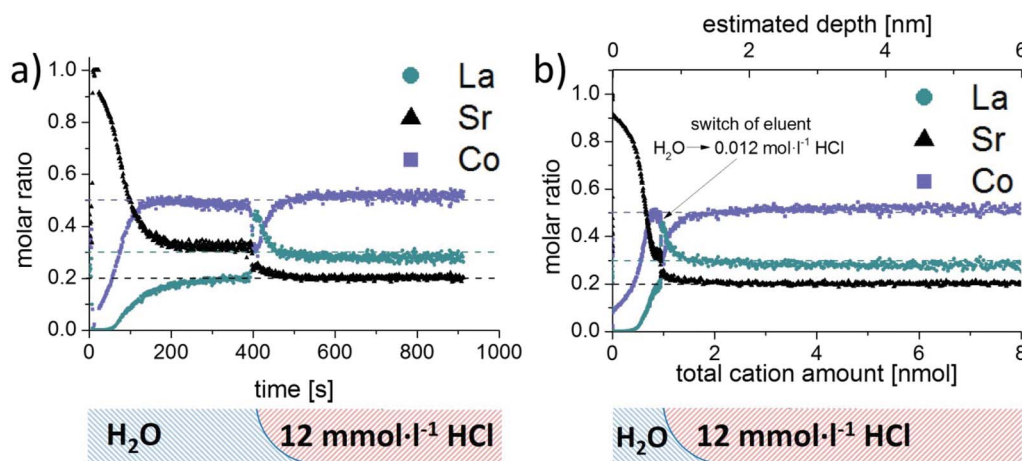 a)
La
Sr
Co
1.0
0.8
0.6
0.4
0.2
0.0
molar ratio
0 200 400 600 800 1000
time [s]
H₂O
12 mmol·l⁻¹ HCl
estimated depth [nm]
0 2 4 6
b)
La
Sr
Co
switch of eluent
H₂O → 0.012 mol·l⁻¹ HCl
1.0
0.8
0.6
0.4
0.2
0.0
molar ratio
0 2 4 6 8
total cation amount [nmol]
H₂O
12 mmol·l⁻¹ HCl